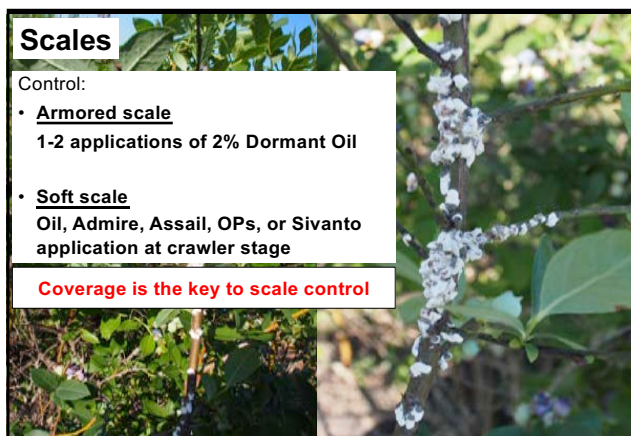 Scales
Control:
• Armored scale
1-2 applications of 2% Dormant Oil
• Soft scale
Oil, Admire, Assail, OPs, or Sivanto
application at crawler stage
Coverage is the key to scale control